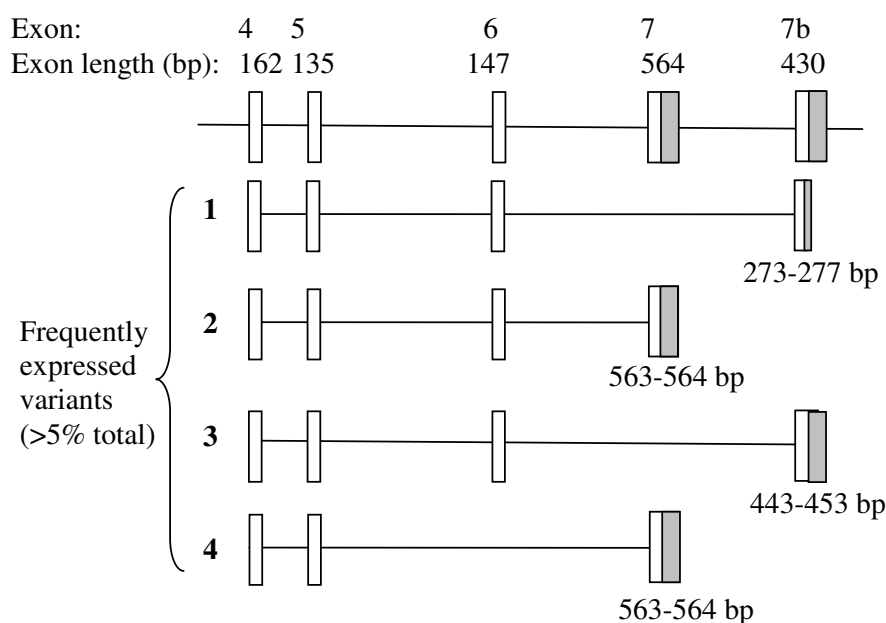 Exon: 4 5 6 7 7b
Exon length (bp): 162 135 147 564 430
1
273-277 bp
2
563-564 bp
Frequently
expressed
variants
(>5% total)
3
443-453 bp
4
563-564 bp